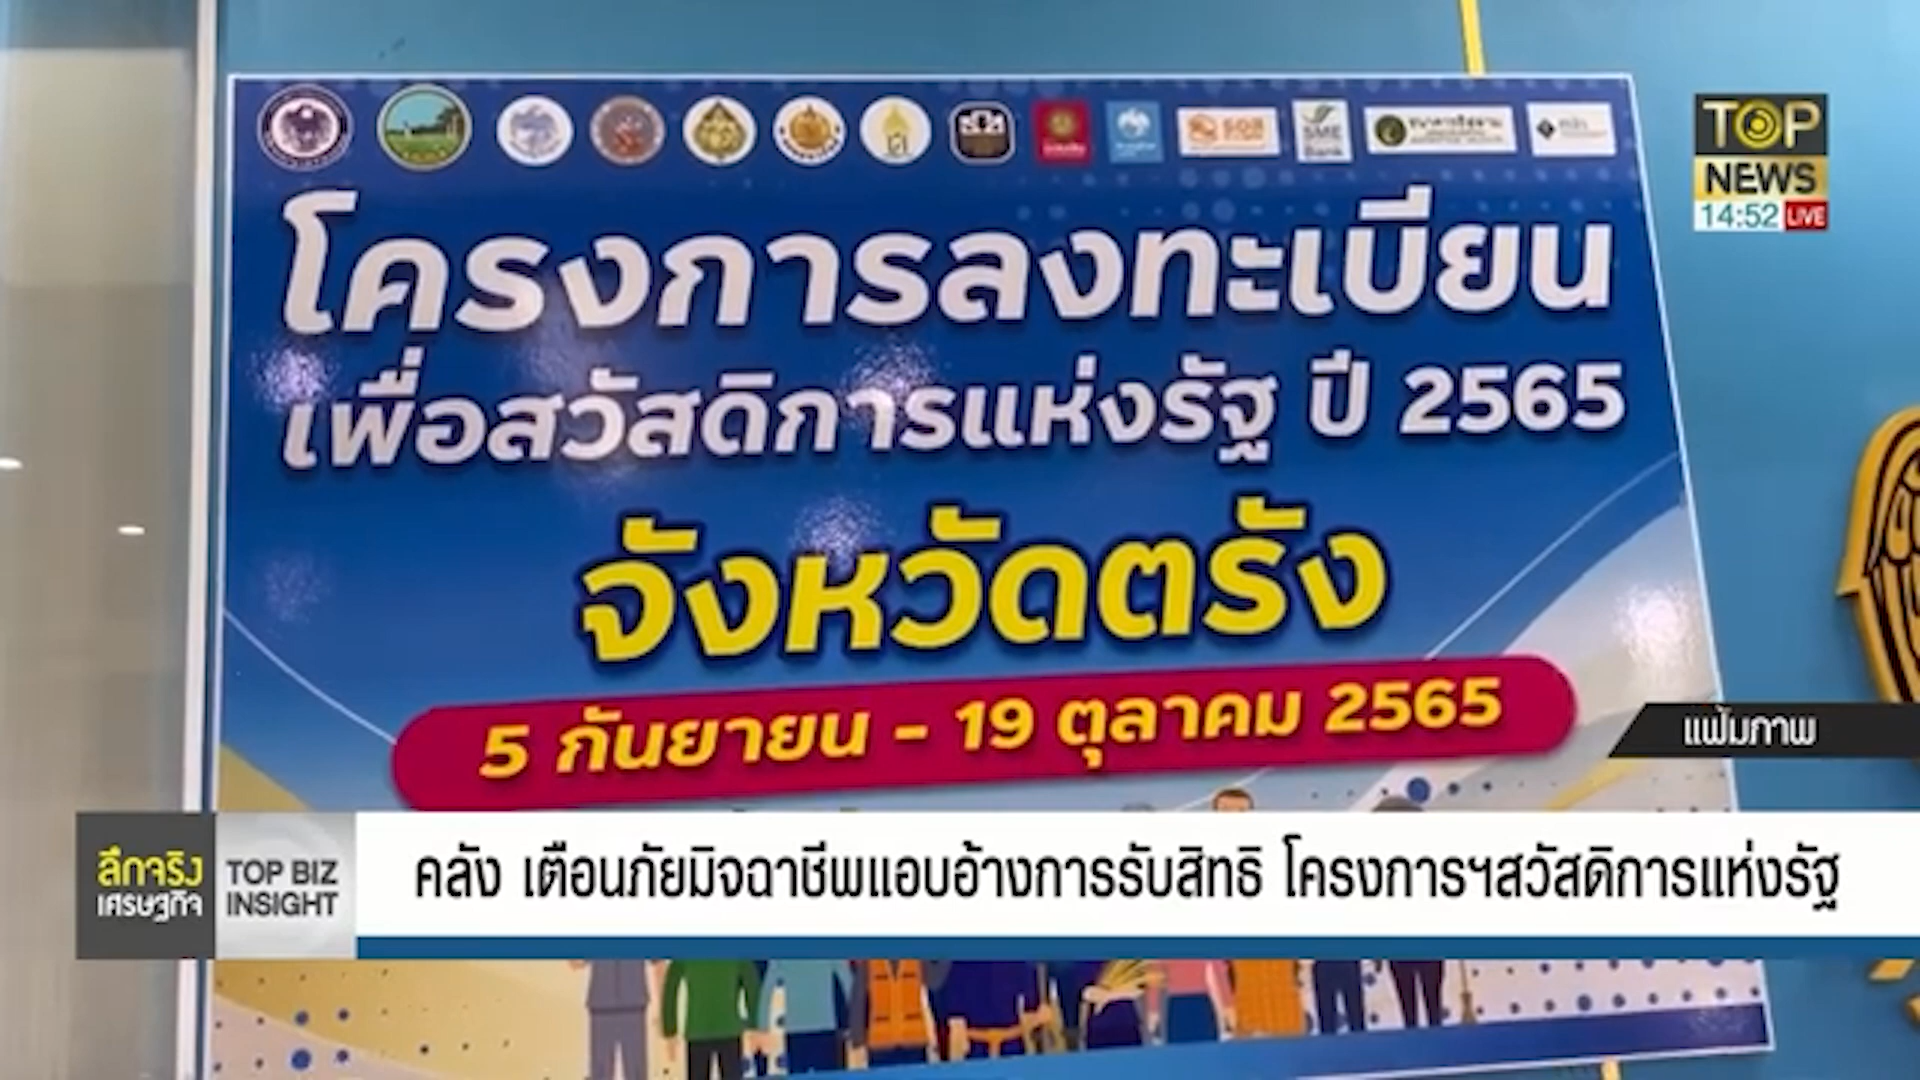 TOP
NEWS
14:52 LIVE
ธอส
SME
Bank
โครงการลงทะเบียน
เพื่อสวัสดิการแห่งรัฐ ปี 2565
จังหวัดตรัง
5 กันยายน - 19 ตุลาคม 2565
แฟ้มภาพ
ลึกจริง
เศรษฐกิจ
TOP BIZ
INSIGHT
คลัง เตือนภัยมิจฉาชีพแอบอ้างการรับสิทธิ โครงการฯสวัสดิการแห่งรัฐ